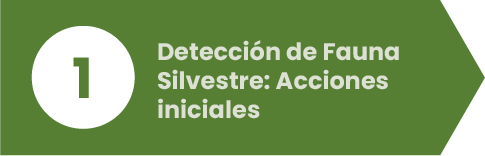 1
Detección de Fauna
Silvestre: Acciones
iniciales